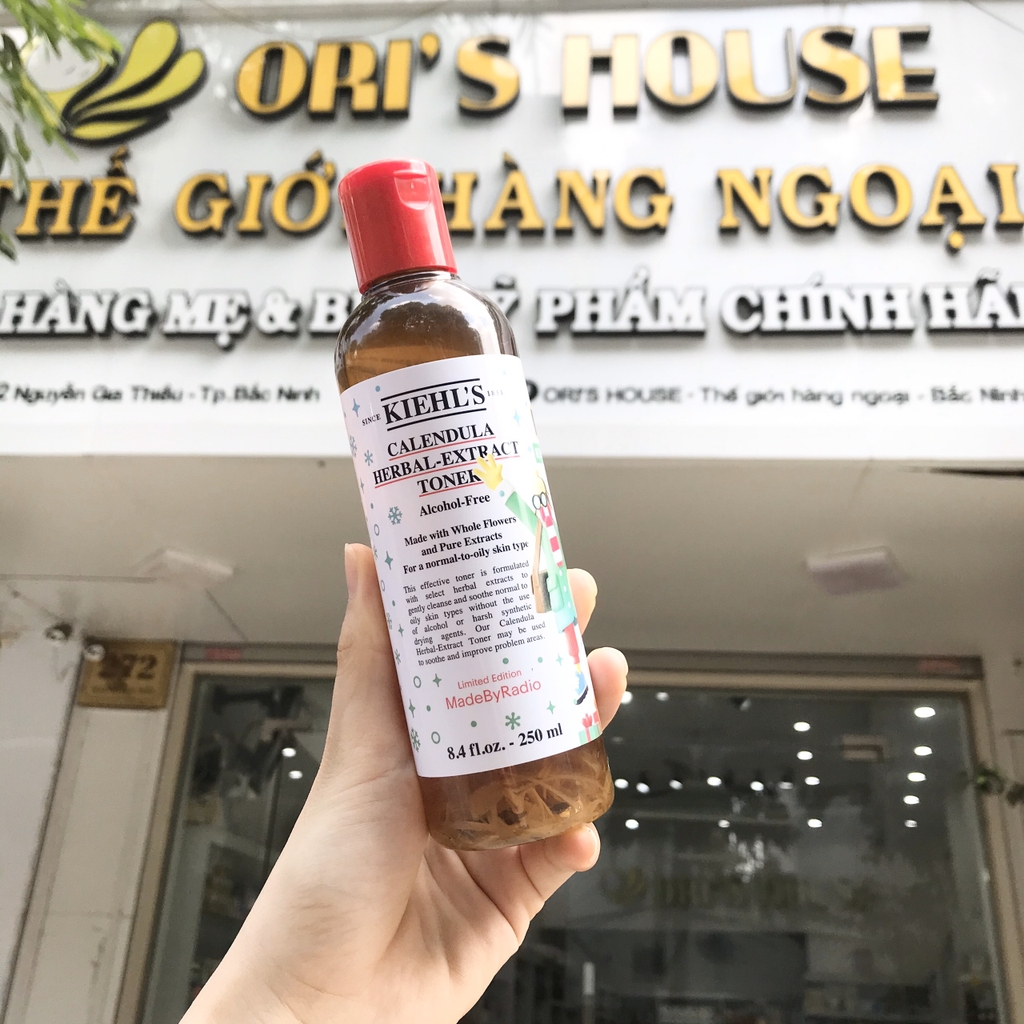 ORI'S HOUSE
THẾ GIỚI HÀNG NGOẠI
HÀNG MẸ & B Ỹ PHẨM CHÍNH HÃ
2 Nguyễn Gia Thiều - Tp. Bắc Ninh
ORI'S HOUSE - Thế giới hàng ngoại - Bắc Ninh
SINCE KIEHL'S 1851
CALENDULA
HERBAL-EXTRACT
TONER
Alcohol-Free
Made with Whole Flowers
and Pure Extracts
For a normal-to-oily skin type
This effective toner is formulated
with select herbal extracts to
gently cleanse and soothe normal to
oily skin types without the use
of alcohol or harsh synthetic
drying agents. Our Calendula
Herbal-Extract Toner may be used
to soothe and improve problem areas.
Limited Edition
MadeByRadio
8.4 fl.oz. - 250 ml
72